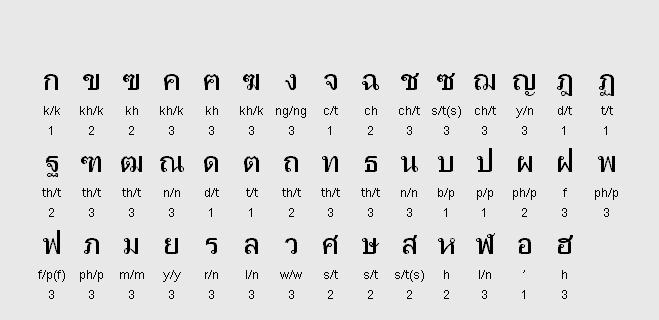 ก ข ฃ ค ฅ ฆ ง จ ฉ ช ซ ฌ ญ ฎ ฏ
k/k kh/k kh kh/k kh kh/k ng/ng c/t ch ch/t s/t(s) ch/t y/n d/t t/t
1 2 2 3 3 3 3 1 2 3 3 3 3 1 1
ฐ ฑ ฒ ณ ด ต ถ ท ธ น บ ป ผ ฝ พ
th/t th/t th/t n/n d/t t/t th/t th/t th/t n/n b/p p/p ph/p f ph/p
2 3 3 3 1 1 2 3 3 3 1 1 2 3 3
ฟ ภ ม ย ร ล ว ศ ษ ส ห ฬ อ ฮ
f/p(f) ph/p m/m y/y r/n l/n w/w s/t s/t s/t(s) h l/n ’ h
3 3 3 3 3 3 3 2 2 2 2 3 1 3